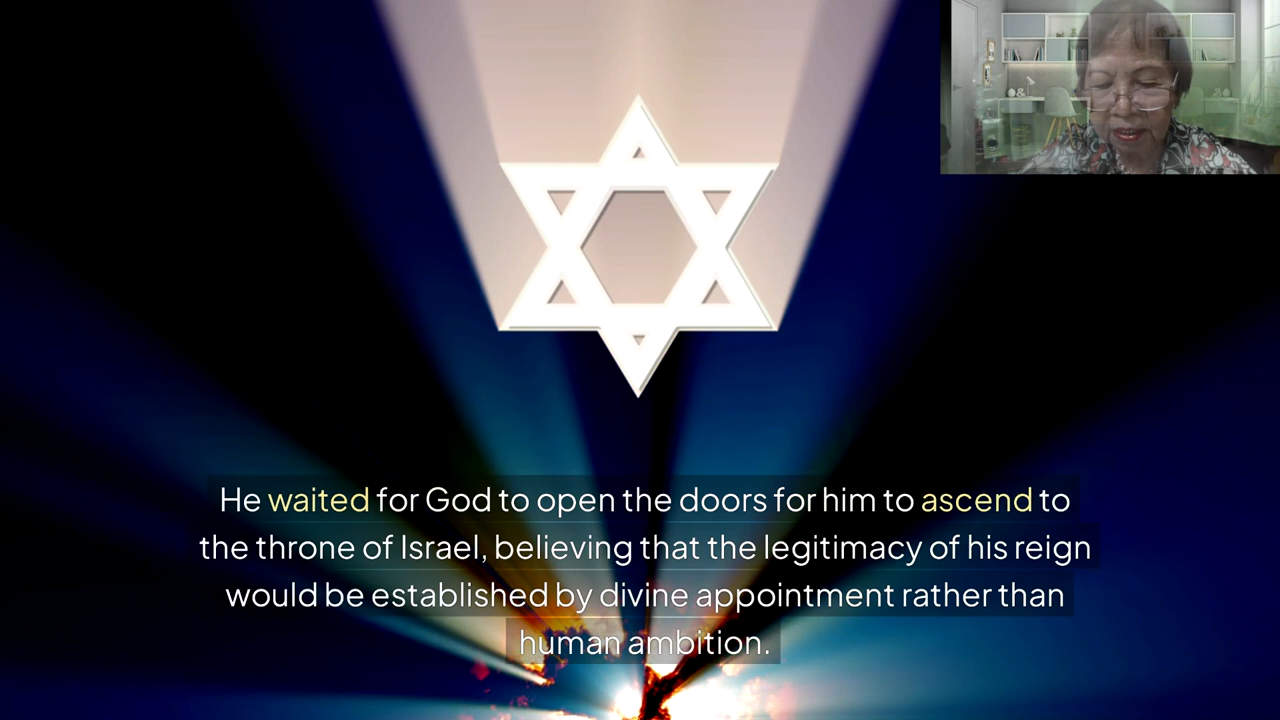 He waited for God to open the doors for him to ascend to
the throne of Israel, believing that the legitimacy of his reign
would be established by divine appointment rather than
human ambition.